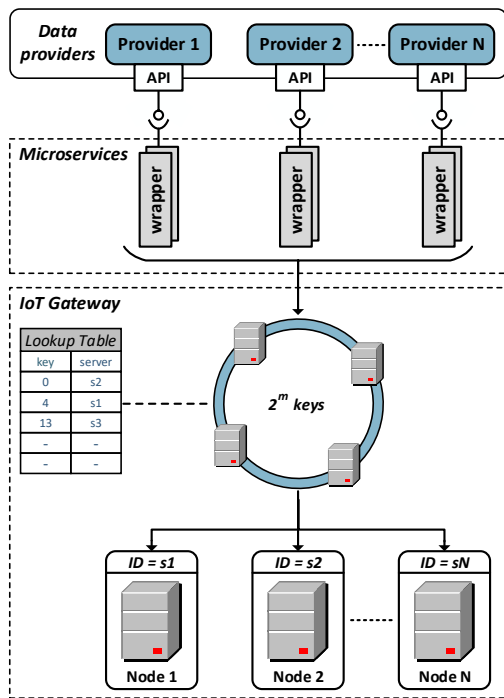 Data
providers
Provider 1
Provider 2
Provider N
API
API
API
Microservices
wrapper
wrapper
wrapper
IoT Gateway
Lookup Table
key server
0 s2
4 s1
13 s3
- -
- -
2^m keys
ID = s1
ID = s2
ID = sN
Node 1
Node 2
Node N